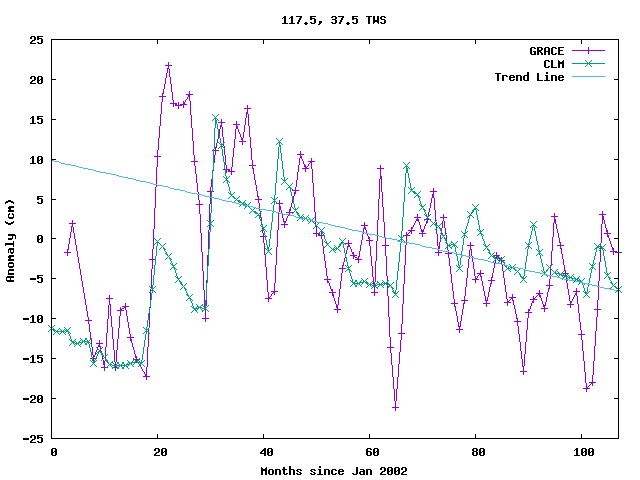 117.5, 37.5 TWS
GRACE
CLM
Trend Line
25
20
15
10
5
0
-5
-10
-15
-20
-25
Anomaly (cm)
0 20 40 60 80 100
Months since Jan 2002